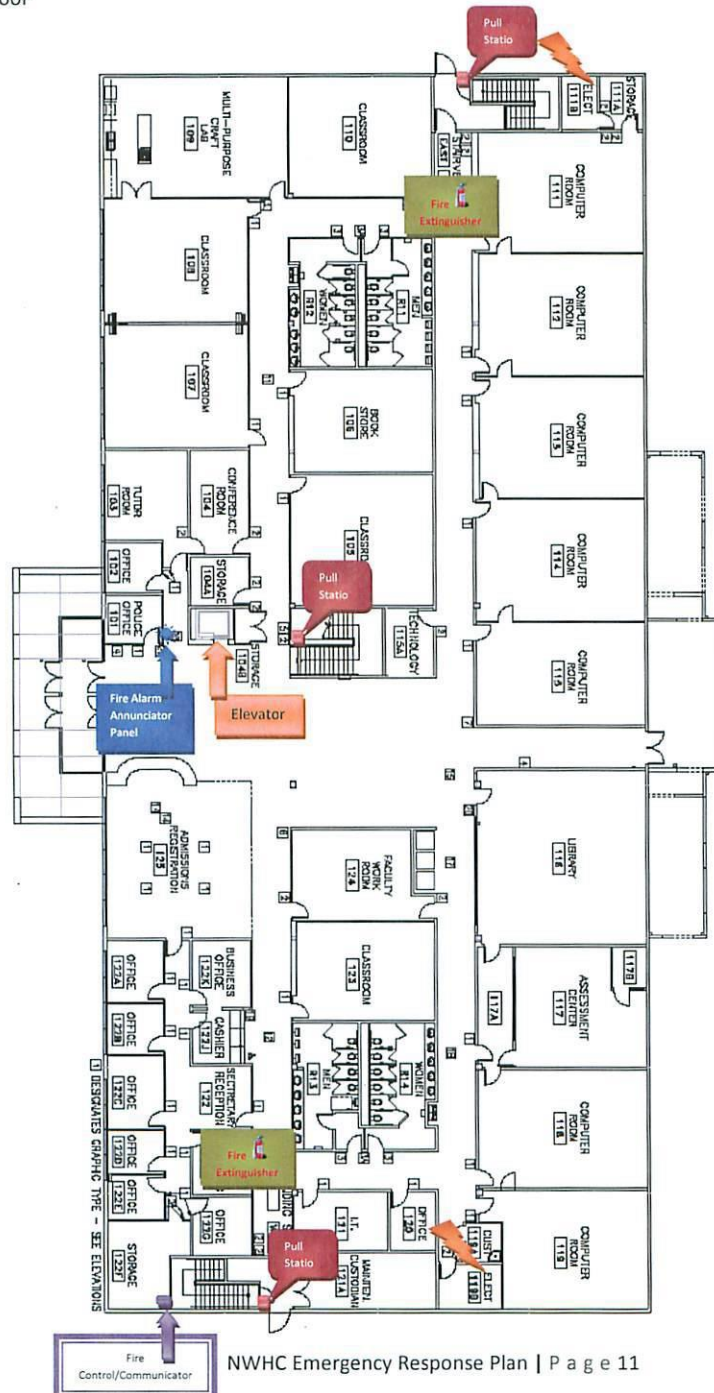 oor
Pull
Statio
STORAGE
111A
ELECT
111B
MULTI-PURPOSE
CRAFT
LAB
109
CLASSROOM
110
Fire
Extinguisher
COMPUTER
ROOM
111
CLASSROOM
108
WOMEN
R12
MEN
R11
COMPUTER
ROOM
112
CLASSROOM
107
BOOK
STORE
106
COMPUTER
ROOM
113
TUTOR
ROOM
103
CONFERENCE
ROOM
104
CLASSROOM
105
COMPUTER
ROOM
114
OFFICE
102
STORAGE
104A
Pull
Statio
POLICE
OFFICE
101
STORAGE
104B
TECHNOLOGY
115A
COMPUTER
ROOM
115
Fire Alarm
Annunciator
Panel
Elevator
ADMISSIONS
REGISTRATION
125
FACULTY
WORK
ROOM
124
LIBRARY
116
OFFICE
122A
BUSINESS
OFFICE
122K
CLASSROOM
123
117A
ASSESSMENT
CENTER
117
117B
OFFICE
122B
CASHIER
122J
OFFICE
122C
SECRETARY
RECEPTION
122
MEN
R13
WOMEN
R14
COMPUTER
ROOM
118
OFFICE
122D
Fire
Extinguisher
OFFICE
122E
OFFICE
122G
I.T.
121
OFFICE
120
CUST
ELECT
119B
COMPUTER
ROOM
119
STORAGE
122F
Pull
Statio
CUSTODIAN
121A
1 DESIGNATES GRAPHIC TYPE - SEE ELEVATIONS
Fire
Control/Communicator
NWHC Emergency Response Plan | P a g e 11